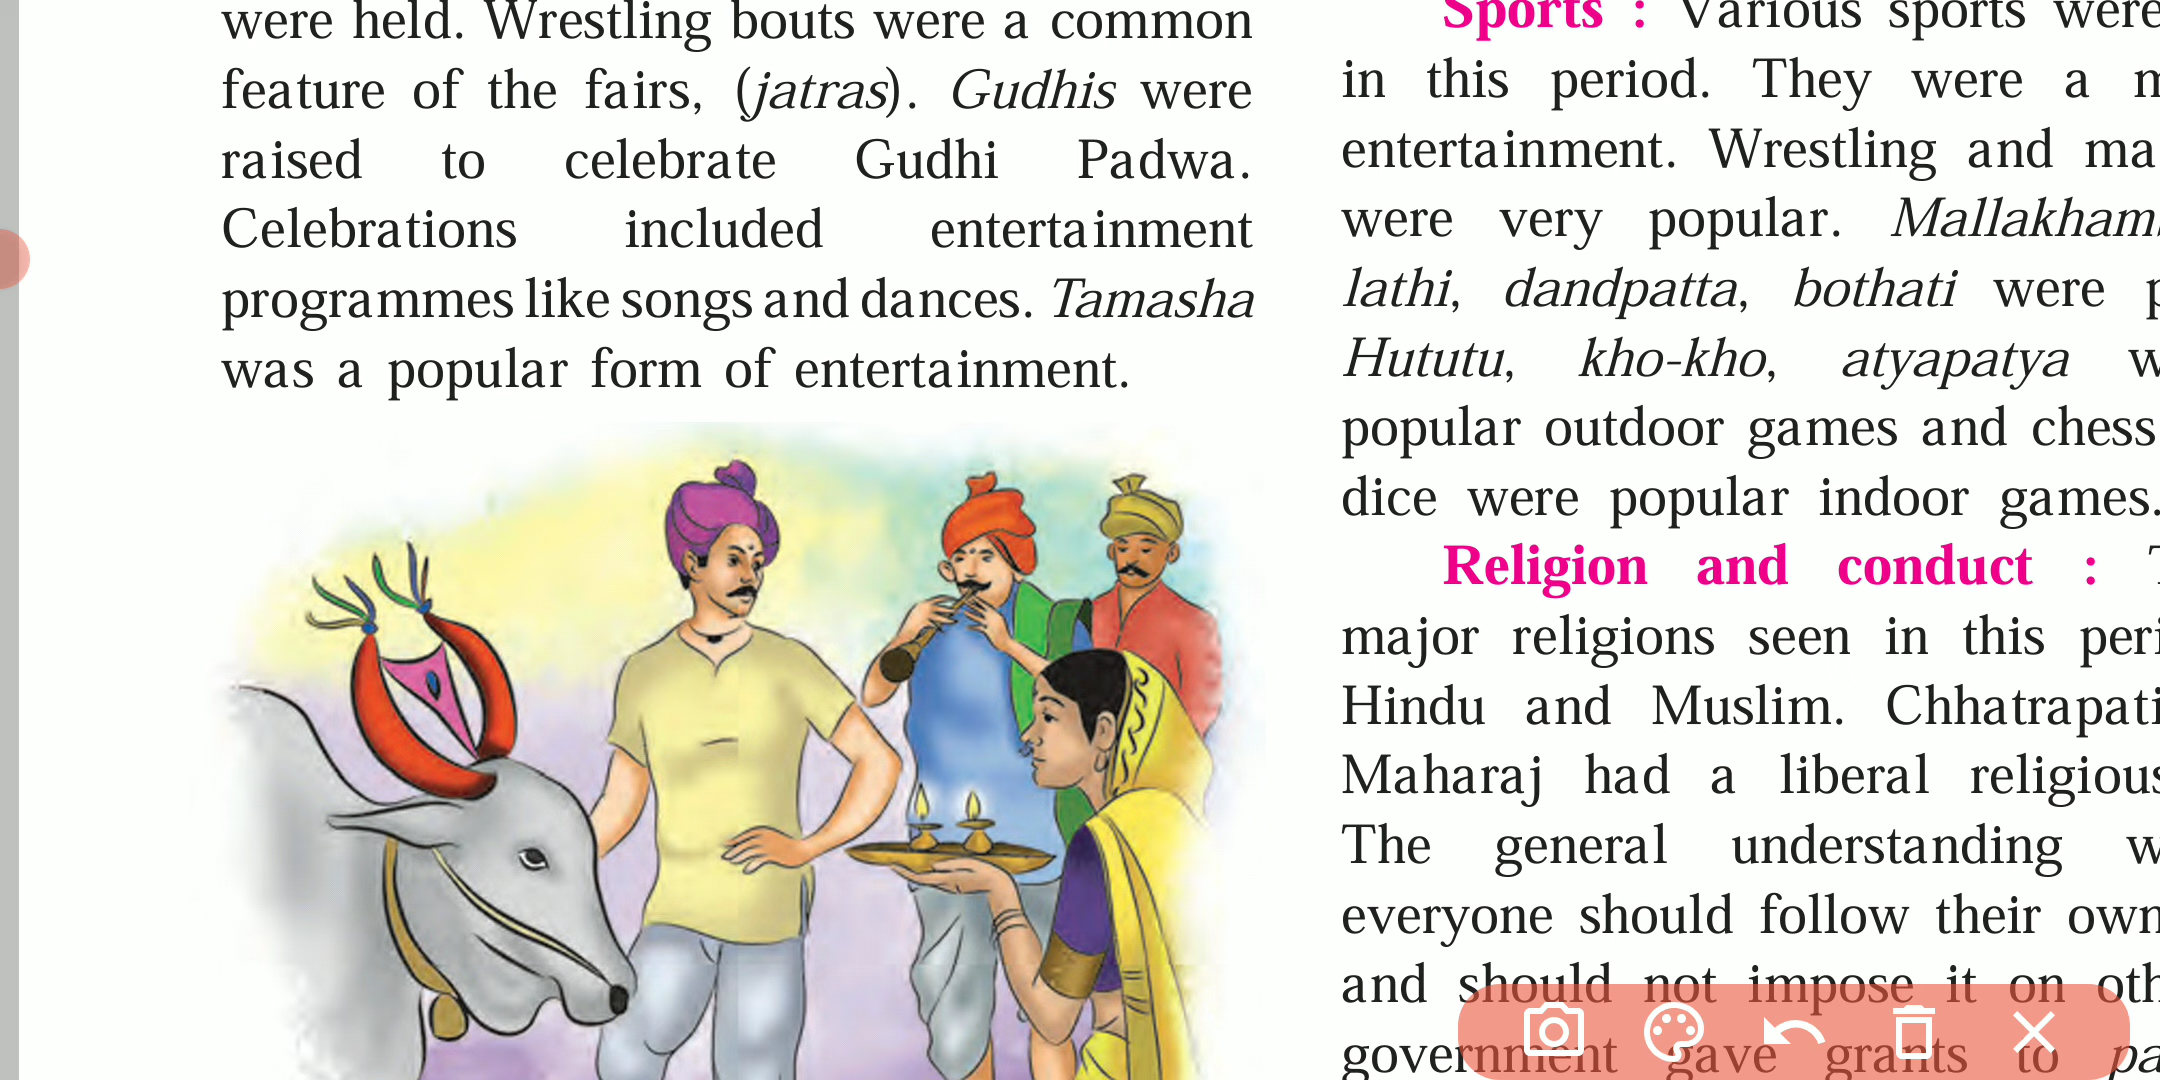 were held. Wrestling bouts were a common
feature of the fairs, (jatras). Gudhis were
raised to celebrate Gudhi Padwa.
Celebrations included entertainment
programmes like songs and dances. Tamasha
was a popular form of entertainment.
Sports : Various sports were
in this period. They were a
entertainment. Wrestling and
were very popular.
lathi, dandpatta, bothati were
Hututu, kho-kho, atyapatya
popular outdoor games and chess
dice were popular indoor games.
Religion and conduct :
major religions seen in this
Hindu and Muslim. Chhatrapati
Maharaj had a liberal religious
The general understanding
everyone should follow their own
and should not impose it on
government gave grants to